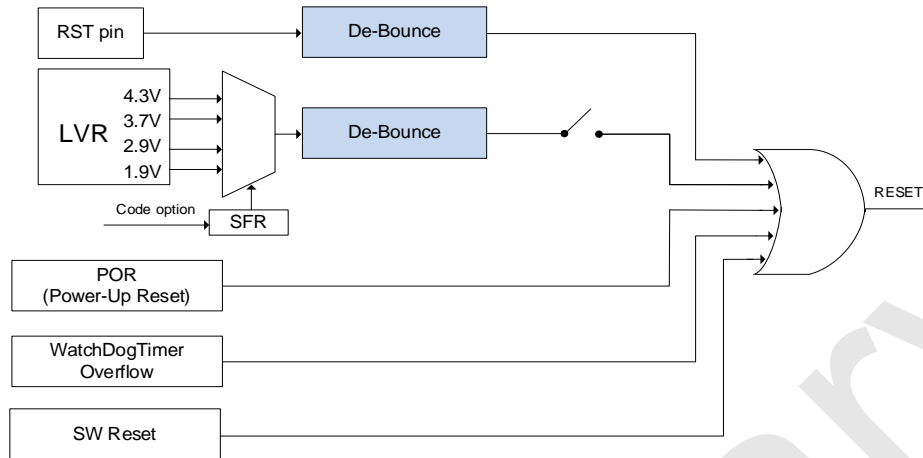 RST pin
De-Bounce
LVR
4.3V
3.7V
2.9V
1.9V
De-Bounce
Code option
SFR
RESET
POR
(Power-Up Reset)
WatchDogTimer
Overflow
SW Reset